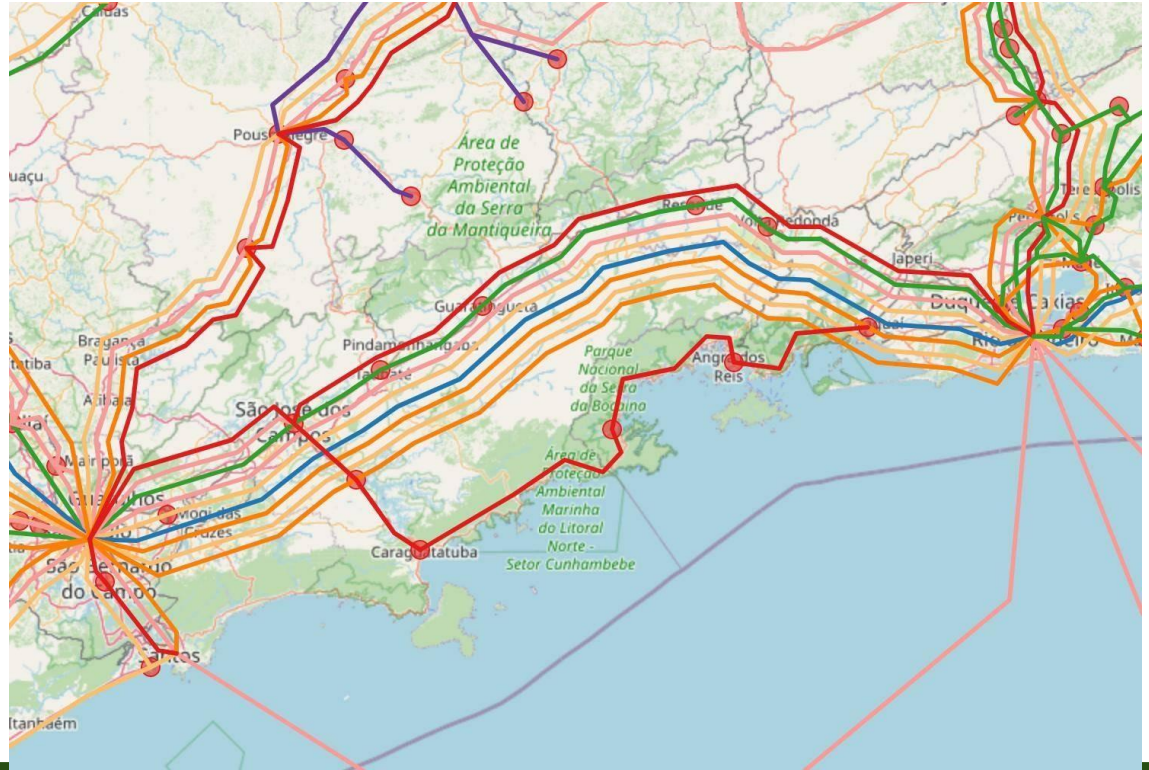 Caldas
Pouso Alegre
uaçu
Área de
Proteção
Ambiental
da Serra
da Mantiqueira
Teresópolis
Petrópolis
Resende
Volta Redonda
Japeri
Duque de Caxias
Rio Janeiro
Guaratinguetá
Pindamonhangaba
Taubaté
Bragança
Paulista
tatiba
Atibaia
São José dos
Campos
Parque
Nacional
da Serra
da Bocaina
Angra dos
Reis
Mairiporã
Guarulhos
Mogi das
Cruzes
São Bernardo
do Campo
Caraguatatuba
Área de
Proteção
Ambiental
Marinha
do Litoral
Norte -
Setor Cunhambebe
Santos
Itanhaém